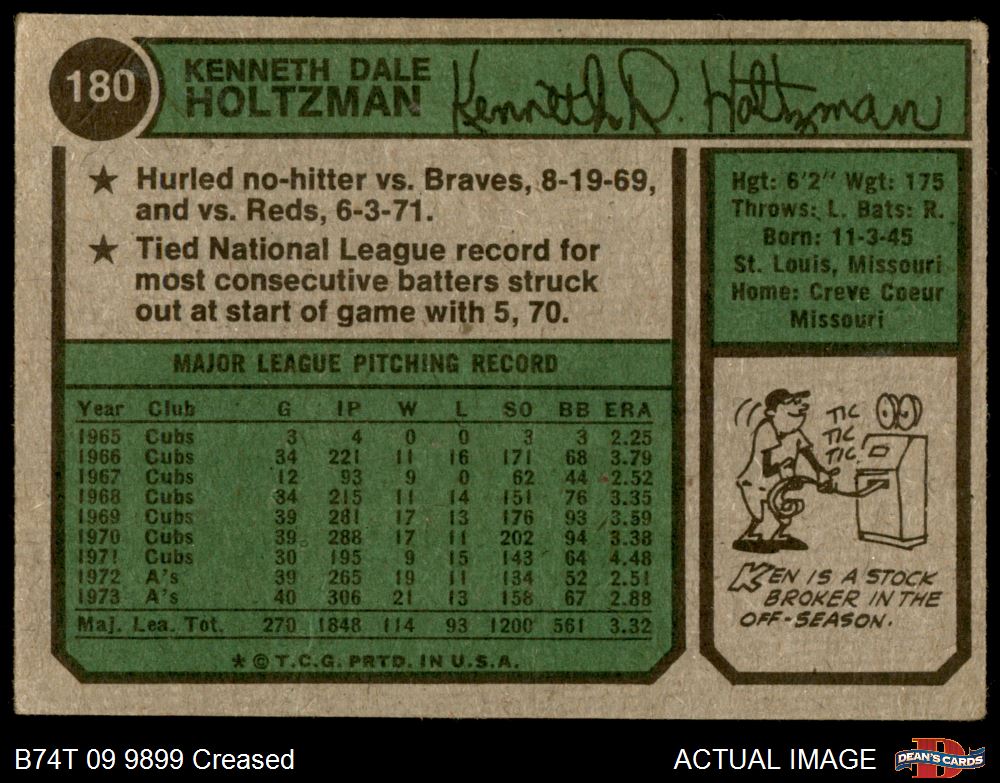 180
KENNETH DALE
HOLTZMAN
Kenneth D. Holtzman
★ Hurled no-hitter vs. Braves, 8-19-69,
and vs. Reds, 6-3-71.
★ Tied National League record for
most consecutive batters struck
out at start of game with 5, 70.
Hgt: 6'2" Wgt: 175
Throws: L. Bats: R.
Born: 11-3-45
St. Louis, Missouri
Home: Creve Coeur
Missouri
MAJOR LEAGUE PITCHING RECORD
Year Club G IP W L SO BB ERA
1965 Cubs 3 4 0 0 3 3 2.25
1966 Cubs 34 221 11 16 171 68 3.79
1967 Cubs 12 93 9 0 62 44 2.52
1968 Cubs 34 215 11 14 151 76 3.35
1969 Cubs 39 261 17 13 176 93 3.59
1970 Cubs 39 288 17 11 202 94 3.38
1971 Cubs 30 195 9 15 143 64 4.48
1972 A's 39 265 19 11 134 52 2.51
1973 A's 40 306 21 13 158 67 2.88
Maj. Lea. Tot. 270 1848 114 93 1200 561 3.32
★ © T.C.G. PRTD. IN U.S.A.
TIC
TIC
TIC.
KEN IS A STOCK
BROKER IN THE
OFF-SEASON.
B74T 09 9899 Creased
ACTUAL IMAGE
D
DEAN'S CARDS